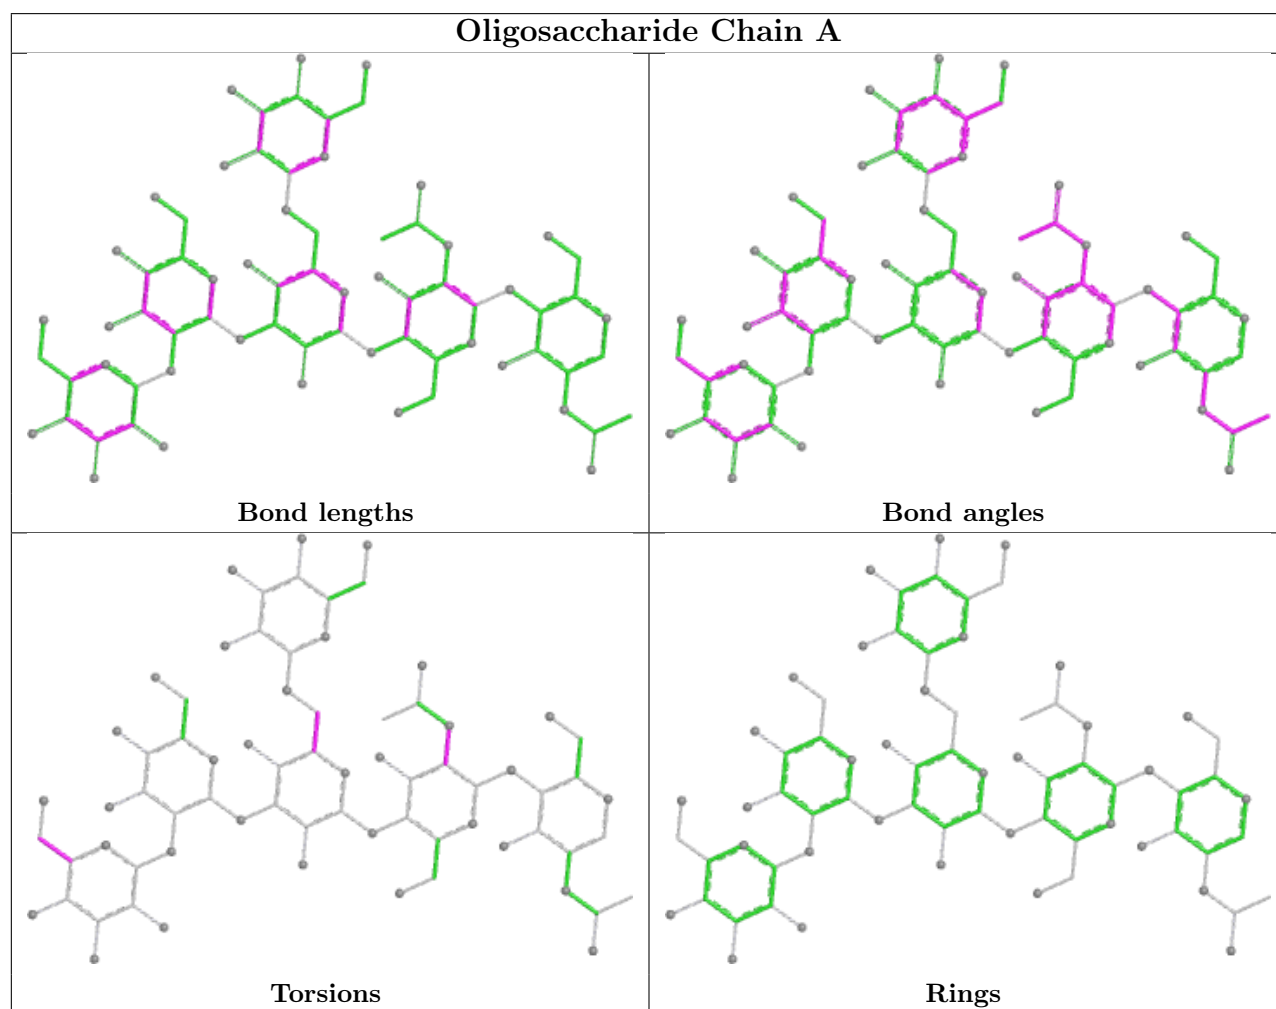 Oligosaccharide Chain A
Bond lengths
Bond angles
Torsions
Rings